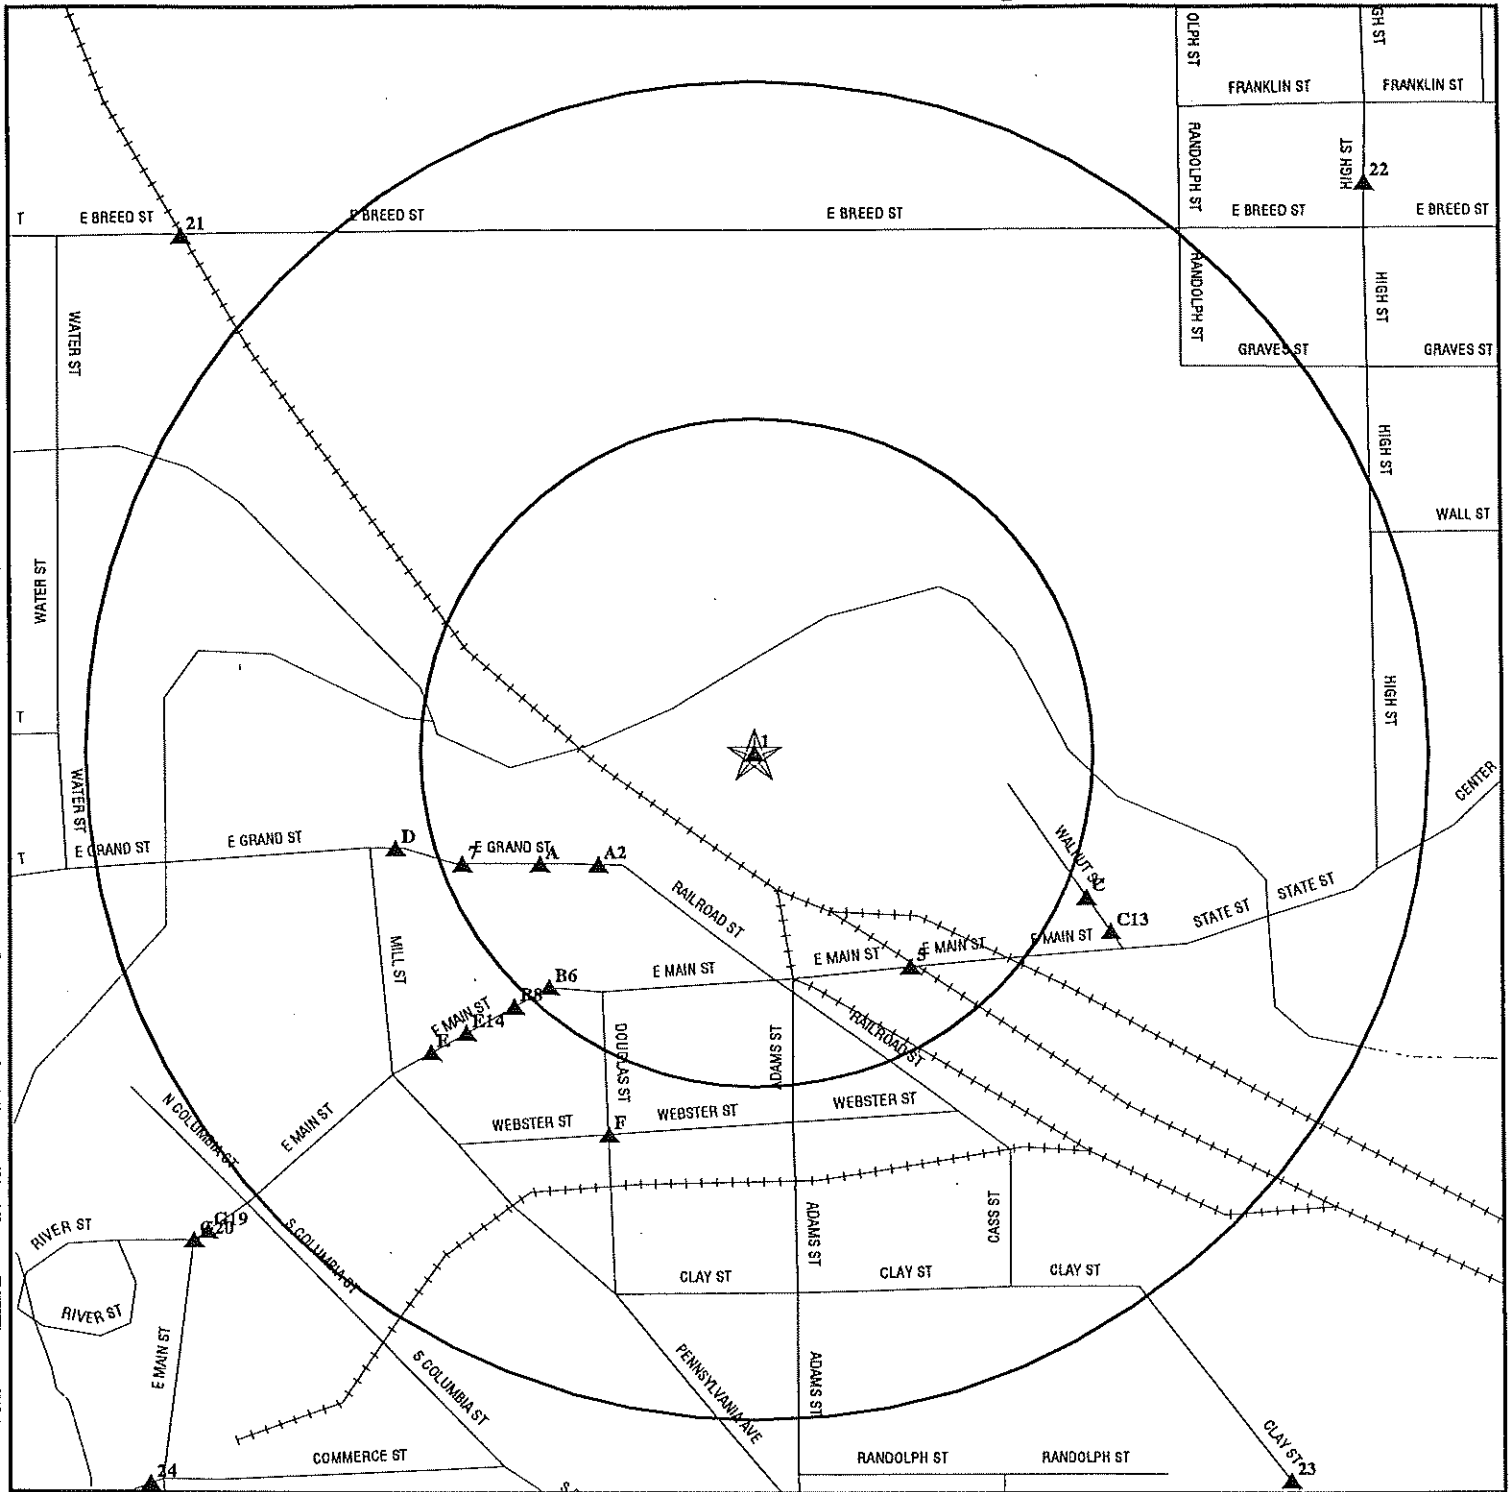 OLPH ST
GH ST
FRANKLIN ST
FRANKLIN ST
RANDOLPH ST
HIGH ST
22
T
E BREED ST
21
E BREED ST
E BREED ST
E BREED ST
E BREED ST
WATER ST
RANDOLPH ST
HIGH ST
GRAVES ST
GRAVES ST
HIGH ST
WALL ST
WATER ST
HIGH ST
T
1
CENTER
WATER ST
T
E GRAND ST
E GRAND ST
D
7
E GRAND ST
A
A2
WALNUT ST
C
C13
RAILROAD ST
STATE ST
STATE ST
MILL ST
E MAIN ST
E MAIN ST
5
E MAIN ST
E MAIN ST
B6
B8
E MAIN ST
E14
E
DOUGLAS ST
ADAMS ST
RAILROAD ST
N COLUMBIA ST
E MAIN ST
WEBSTER ST
F
WEBSTER ST
WEBSTER ST
RIVER ST
G19
G20
S COLUMBIA ST
ADAMS ST
CASS ST
CLAY ST
CLAY ST
CLAY ST
RIVER ST
E MAIN ST
S COLUMBIA ST
PENNSYLVANIA AVE
ADAMS ST
COMMERCE ST
RANDOLPH ST
RANDOLPH ST
CLAY ST
23
24